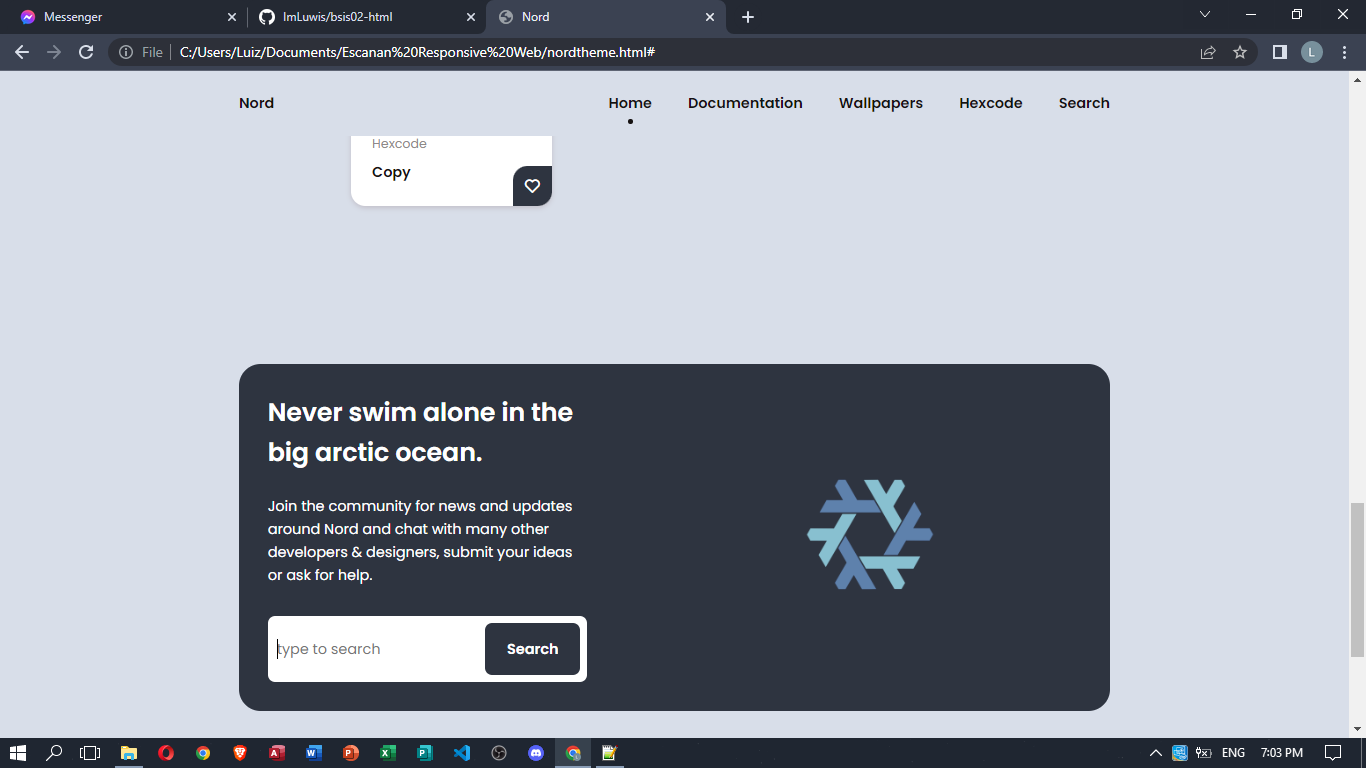 Messenger
ImLuwis/bsis02-html
Nord
File
C:/Users/Luiz/Documents/Escanan%20Responsive%20Web/nordtheme.html#
L
Nord
Home
Documentation
Wallpapers
Hexcode
Search
Hexcode
Copy
Never swim alone in the
big arctic ocean.
Join the community for news and updates
around Nord and chat with many other
developers & designers, submit your ideas
or ask for help.
type to search
Search
ENG
7:03 PM